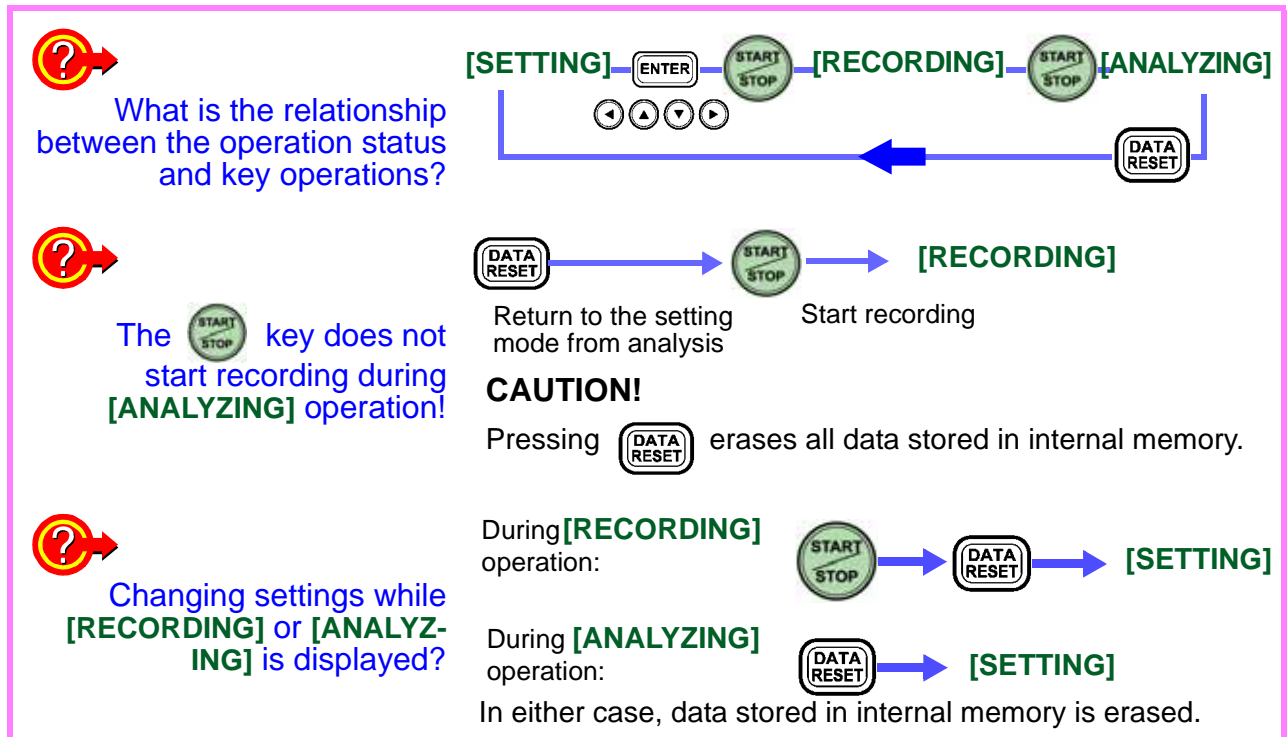 ?
What is the relationship
between the operation status
and key operations?
[SETTING] ENTER START STOP [RECORDING] START STOP [ANALYZING]
DATA
RESET
?
The START STOP key does not
start recording during
[ANALYZING] operation!
DATA
RESET
START
STOP
[RECORDING]
Return to the setting
mode from analysis
Start recording
CAUTION!
Pressing DATA RESET erases all data stored in internal memory.
?
Changing settings while
[RECORDING] or [ANALYZ-
ING] is displayed?
During [RECORDING]
operation:
START
STOP
DATA
RESET
[SETTING]
During [ANALYZING]
operation:
DATA
RESET
[SETTING]
In either case, data stored in internal memory is erased.